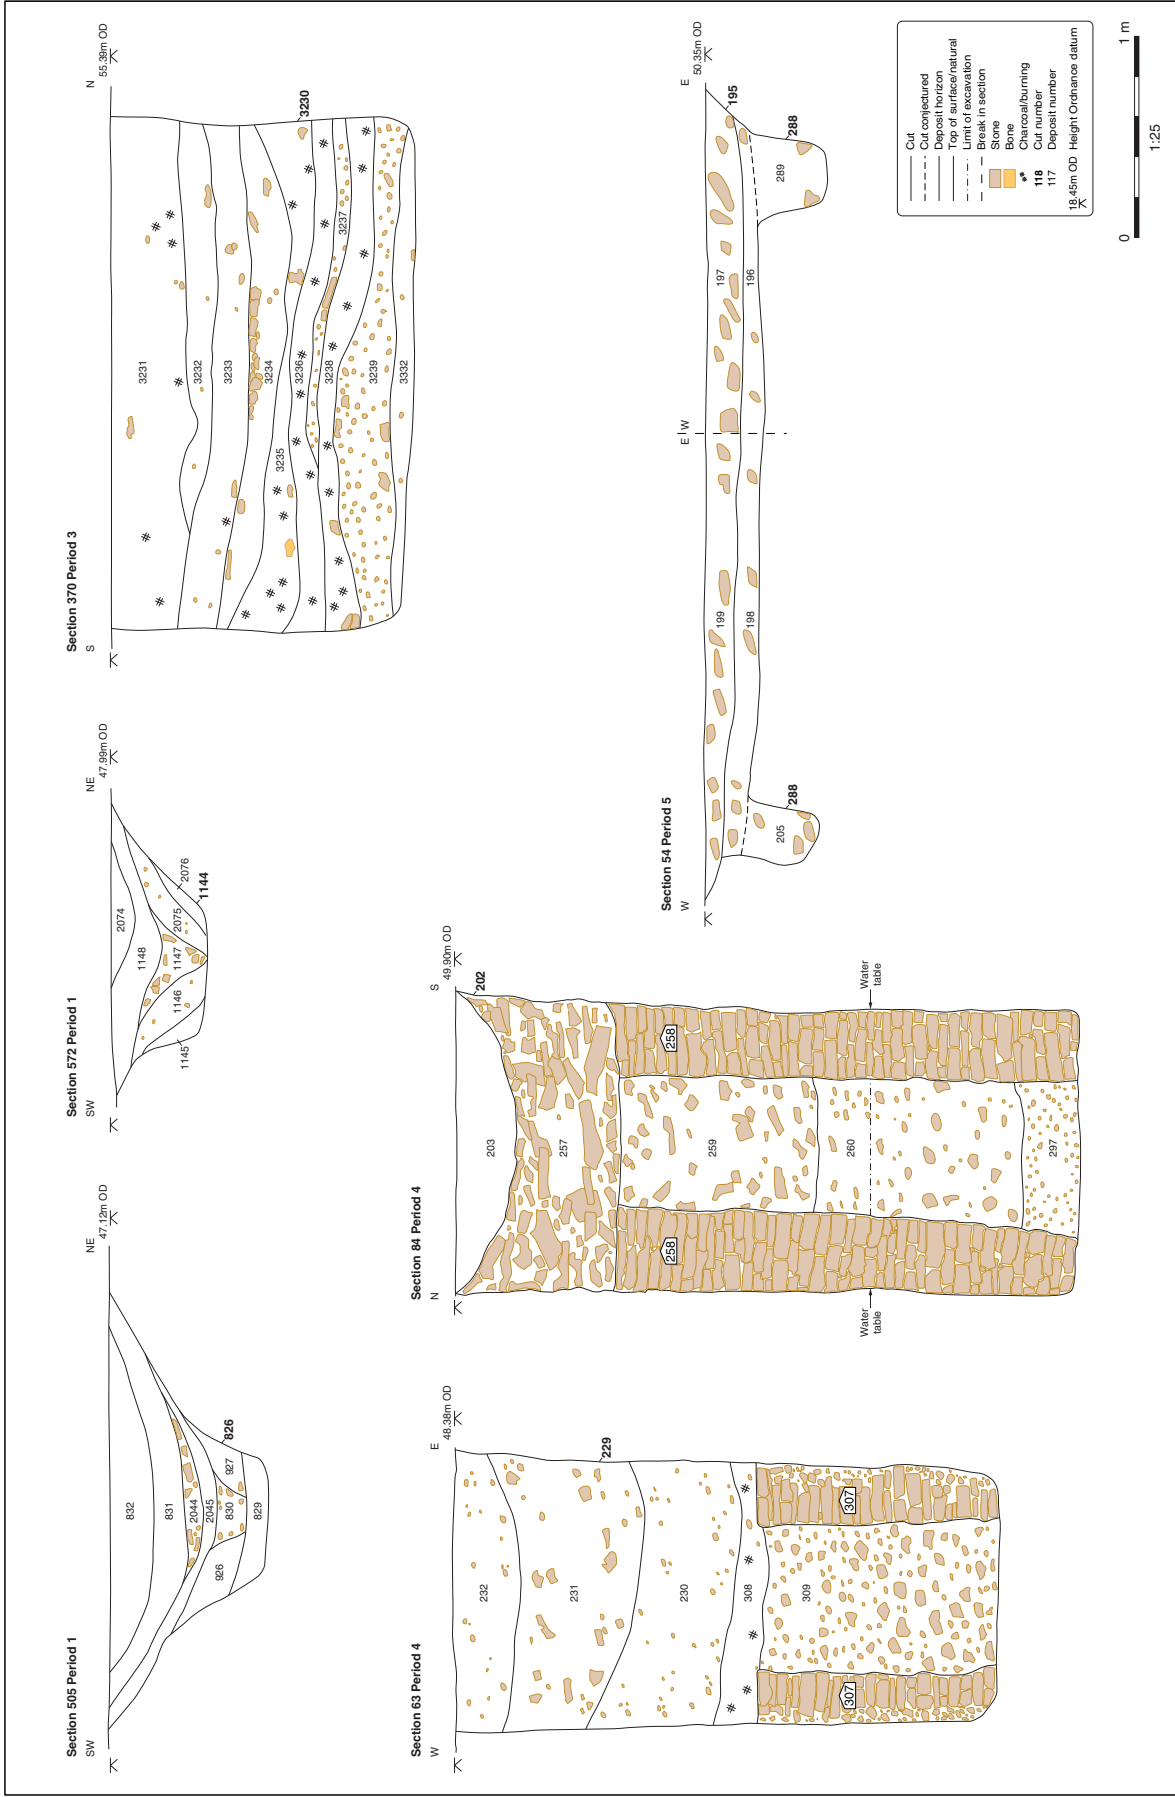 Section 505 Period 1
SW
NE
47.12m OD
832
831
2044
2045
830
829
926
927
826
Section 572 Period 1
SW
NE
47.99m OD
2074
1148
1147
1146
1145
2075
2076
1144
Section 370 Period 3
S
N
55.39m OD
3231
3232
3233
3234
3235
3236
3237
3238
3239
3332
3230
Section 63 Period 4
W
E
48.38m OD
232
231
230
308
309
307
307
229
Section 84 Period 4
N
S
49.90m OD
203
257
259
260
297
258
258
202
Water
table
Water
table
Section 54 Period 5
W
E
50.35m OD
E W
199
198
197
196
205
289
288
288
195
Cut
Cut conjectured
Deposit horizon
Top of surface/natural
Limit of excavation
Break in section
Stone
Bone
Charcoal/burning
118 Cut number
117 Deposit number
18.45m OD Height Ordnance datum
0
1 m
1:25